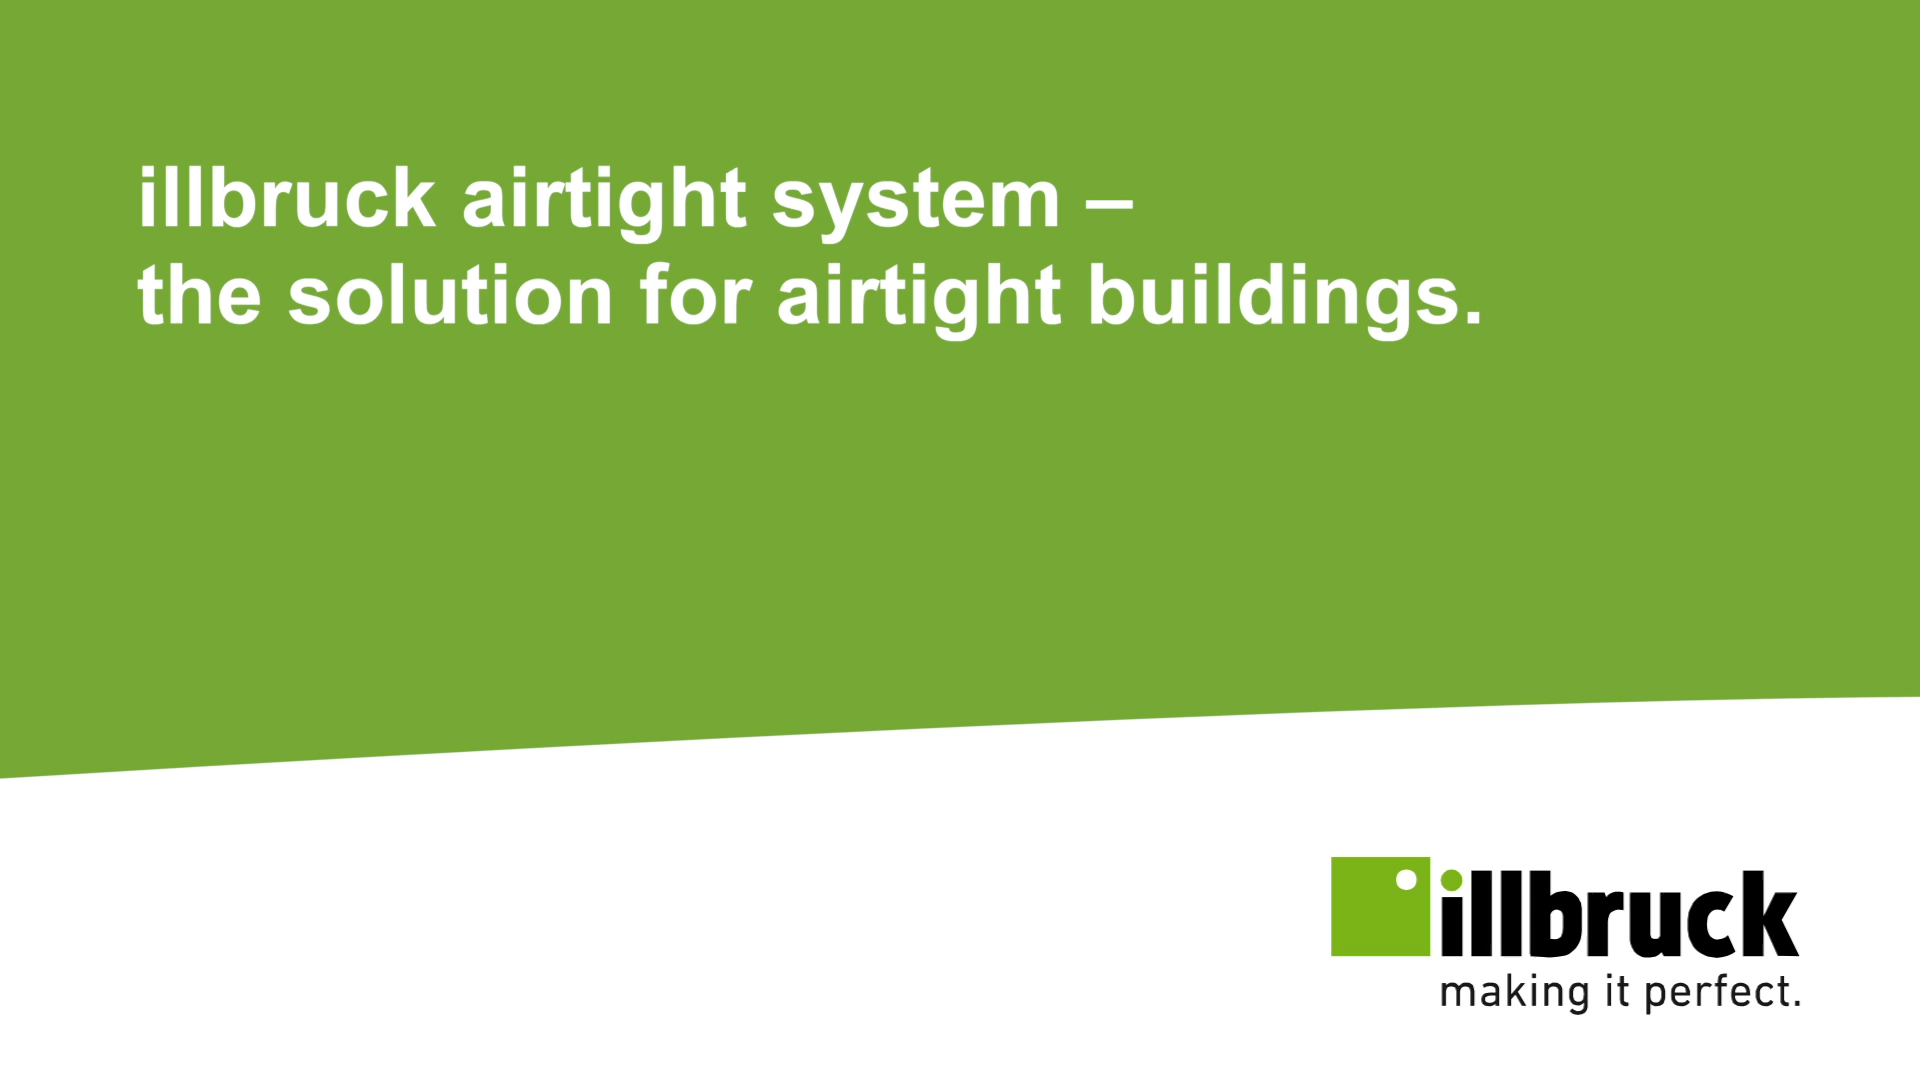 illbruck airtight system –
the solution for airtight buildings.
illbruck
making it perfect.